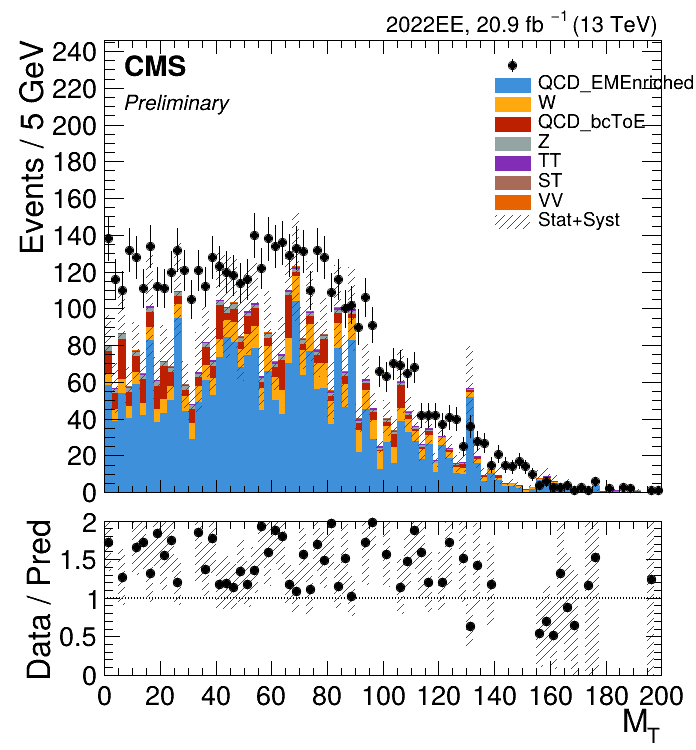 2022EE, 20.9 fb⁻¹ (13 TeV)
Events / 5 GeV
240
220
200
180
160
140
120
100
80
60
40
20
0
CMS
Preliminary
QCD_EMEnriched
W
QCD_bcToE
Z
TT
ST
VV
Stat+Syst
Data / Pred
2
1.5
1
0.5
0
0 20 40 60 80 100 120 140 160 180 200
M_T